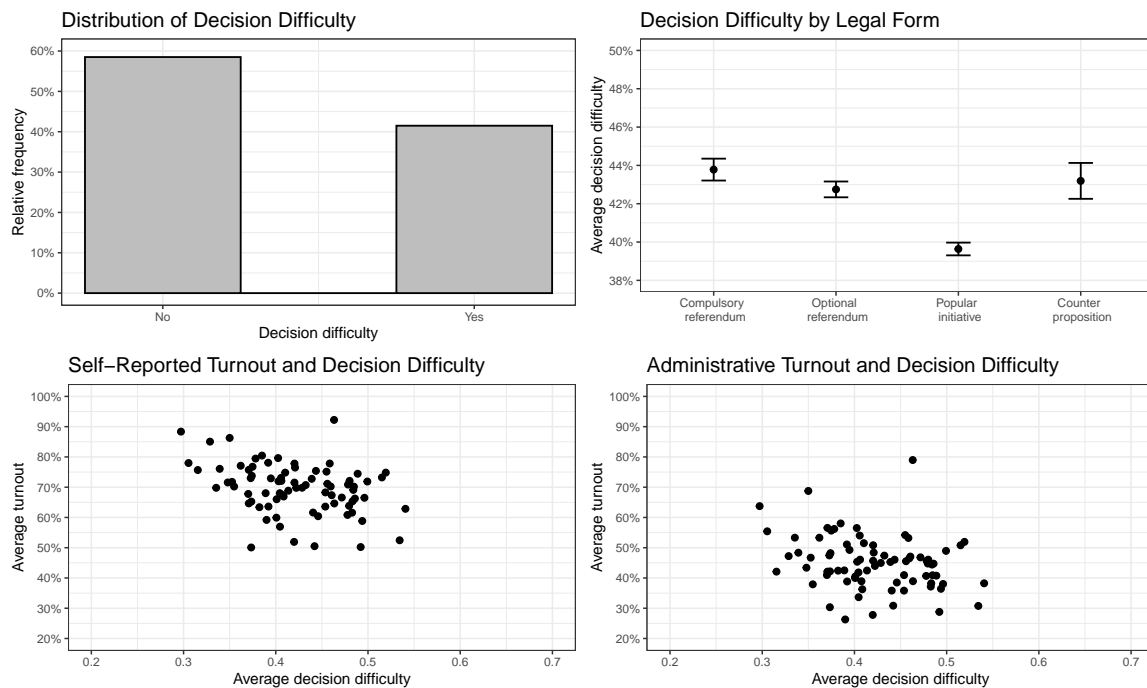 Distribution of Decision Difficulty
60%
50%
40%
30%
20%
10%
0%
Relative frequency
No
Yes
Decision difficulty
Decision Difficulty by Legal Form
50%
48%
46%
44%
42%
40%
38%
Average decision difficulty
Compulsory
referendum
Optional
referendum
Popular
initiative
Counter
proposition
Self−Reported Turnout and Decision Difficulty
100%
90%
80%
70%
60%
50%
40%
30%
20%
Average turnout
0.2
0.3
0.4
0.5
0.6
0.7
Average decision difficulty
Administrative Turnout and Decision Difficulty
100%
90%
80%
70%
60%
50%
40%
30%
20%
Average turnout
0.2
0.3
0.4
0.5
0.6
0.7
Average decision difficulty